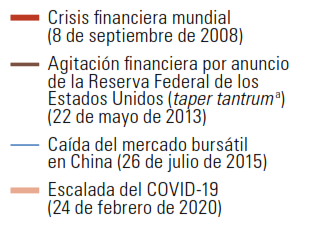 Crisis financiera mundial
(8 de septiembre de 2008)
Agitación financiera por anuncio
de la Reserva Federal de los
Estados Unidos (taper tantrum ᵃ)
(22 de mayo de 2013)
Caída del mercado bursátil
en China (26 de julio de 2015)
Escalada del COVID-19
(24 de febrero de 2020)